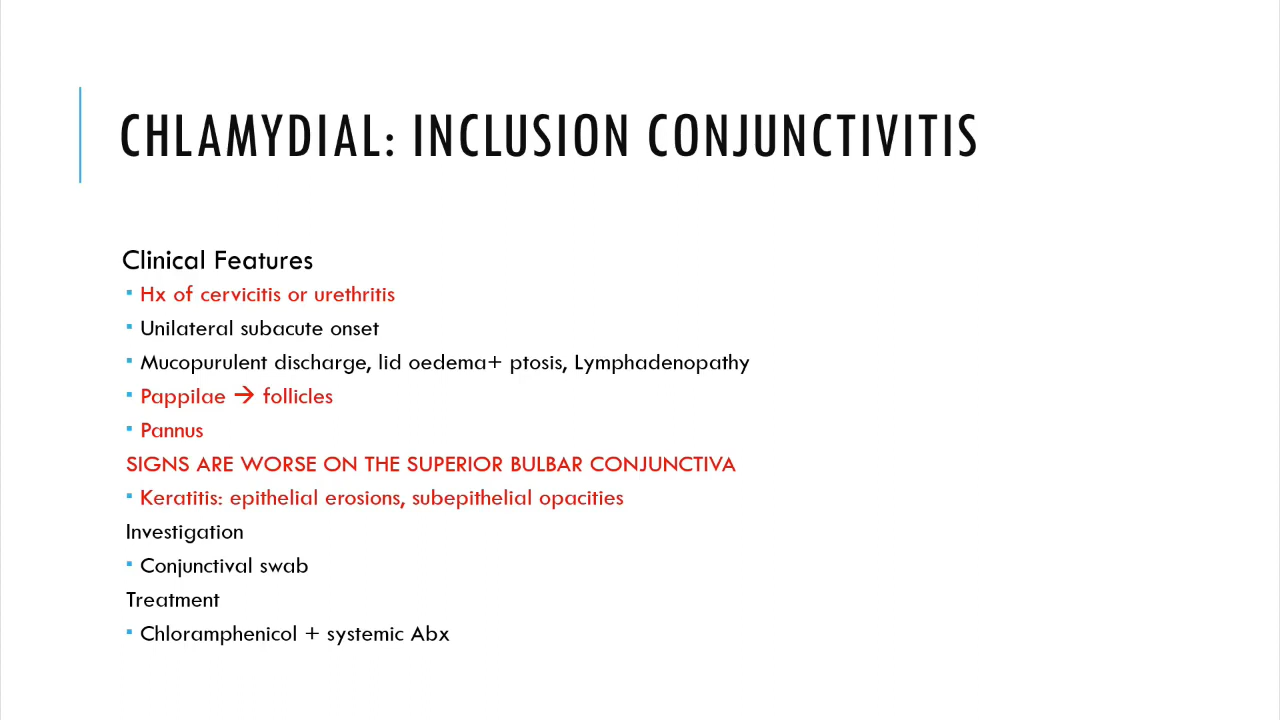 CHLAMYDIAL: INCLUSION CONJUNCTIVITIS
Clinical Features
▪ Hx of cervicitis or urethritis
▪ Unilateral subacute onset
▪ Mucopurulent discharge, lid oedema+ ptosis, Lymphadenopathy
▪ Pappilae → follicles
▪ Pannus
SIGNS ARE WORSE ON THE SUPERIOR BULBAR CONJUNCTIVA
▪ Keratitis: epithelial erosions, subepithelial opacities
Investigation
▪ Conjunctival swab
Treatment
▪ Chloramphenicol + systemic Abx